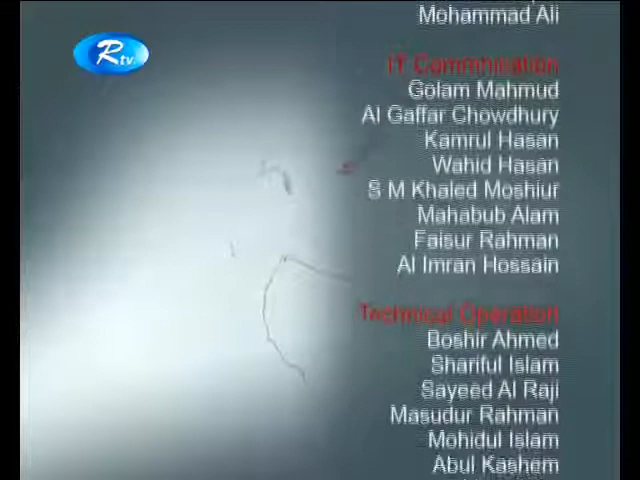 Mohammad Ali
Rtv
IT Commnication
Golam Mahmud
Al Gaffar Chowdhury
Kamrul Hasan
Wahid Hasan
S M Khaled Moshiur
Mahabub Alam
Faisur Rahman
Al Imran Hossain
Technical Operation
Boshir Ahmed
Shariful Islam
Sayeed Al Raji
Masudur Rahman
Mohidul Islam
Abul Kashem